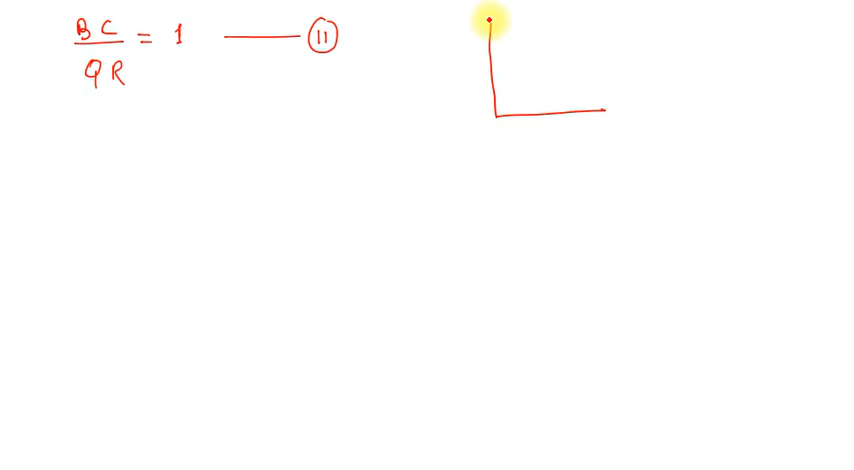 BC/QR = 1 —— (11)